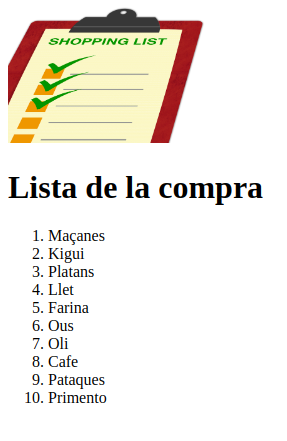 SHOPPING LIST
Lista de la compra
1. Maçanes
2. Kigui
3. Platans
4. Llet
5. Farina
6. Ous
7. Oli
8. Cafe
9. Pataques
10. Primento